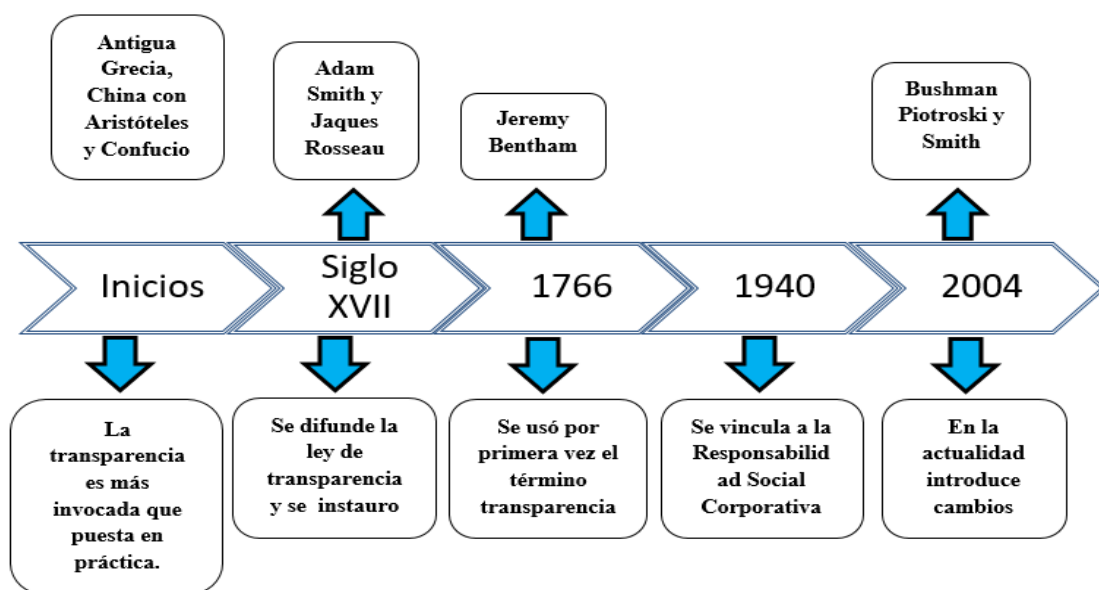 Antigua
Grecia,
China con
Aristóteles
y Confucio
Adam
Smith y
Jaques
Rosseau
Jeremy
Bentham
Bushman
Piotroski y
Smith
Inicios
Siglo
XVII
1766
1940
2004
La
transparencia
es más
invocada que
puesta en
práctica.
Se difunde la
ley de
transparencia
y se  instauro
Se usó por
primera vez el
término
transparencia
Se vincula a la
Responsabilid
ad Social
Corporativa
En la
actualidad
introduce
cambios